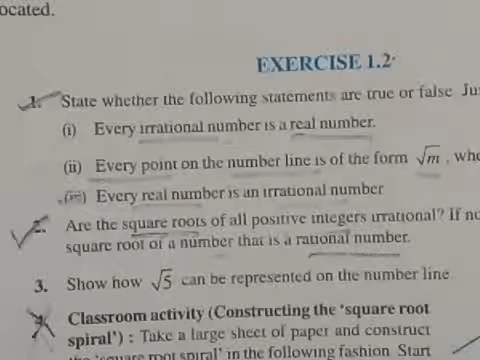 ocated.
EXERCISE 1.2
1. State whether the following statements are true or false. Ju
(i) Every irrational number is a real number.
(ii) Every point on the number line is of the form √m , whe
(iii) Every real number is an irrational number
2. Are the square roots of all positive integers irrational? If no
square root of a number that is a rational number.
3. Show how √5 can be represented on the number line
Classroom activity (Constructing the ‘square root
spiral’) : Take a large sheet of paper and construct
the ‘square root spiral’ in the following fashion. Start